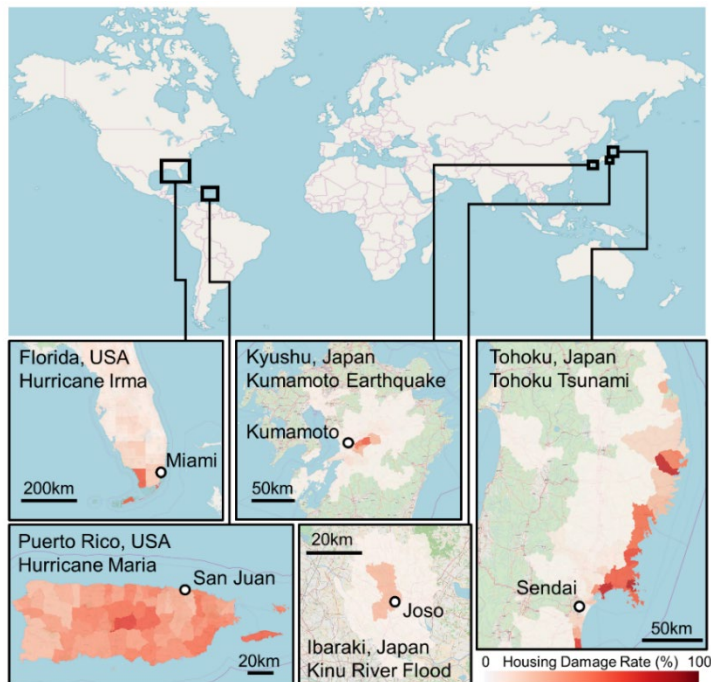 Florida, USA
Hurricane Irma
Miami
200km
Kyushu, Japan
Kumamoto Earthquake
Kumamoto
50km
Tohoku, Japan
Tohoku Tsunami
Sendai
50km
Puerto Rico, USA
Hurricane Maria
San Juan
20km
20km
Joso
Ibaraki, Japan
Kinu River Flood
0 Housing Damage Rate (%) 100